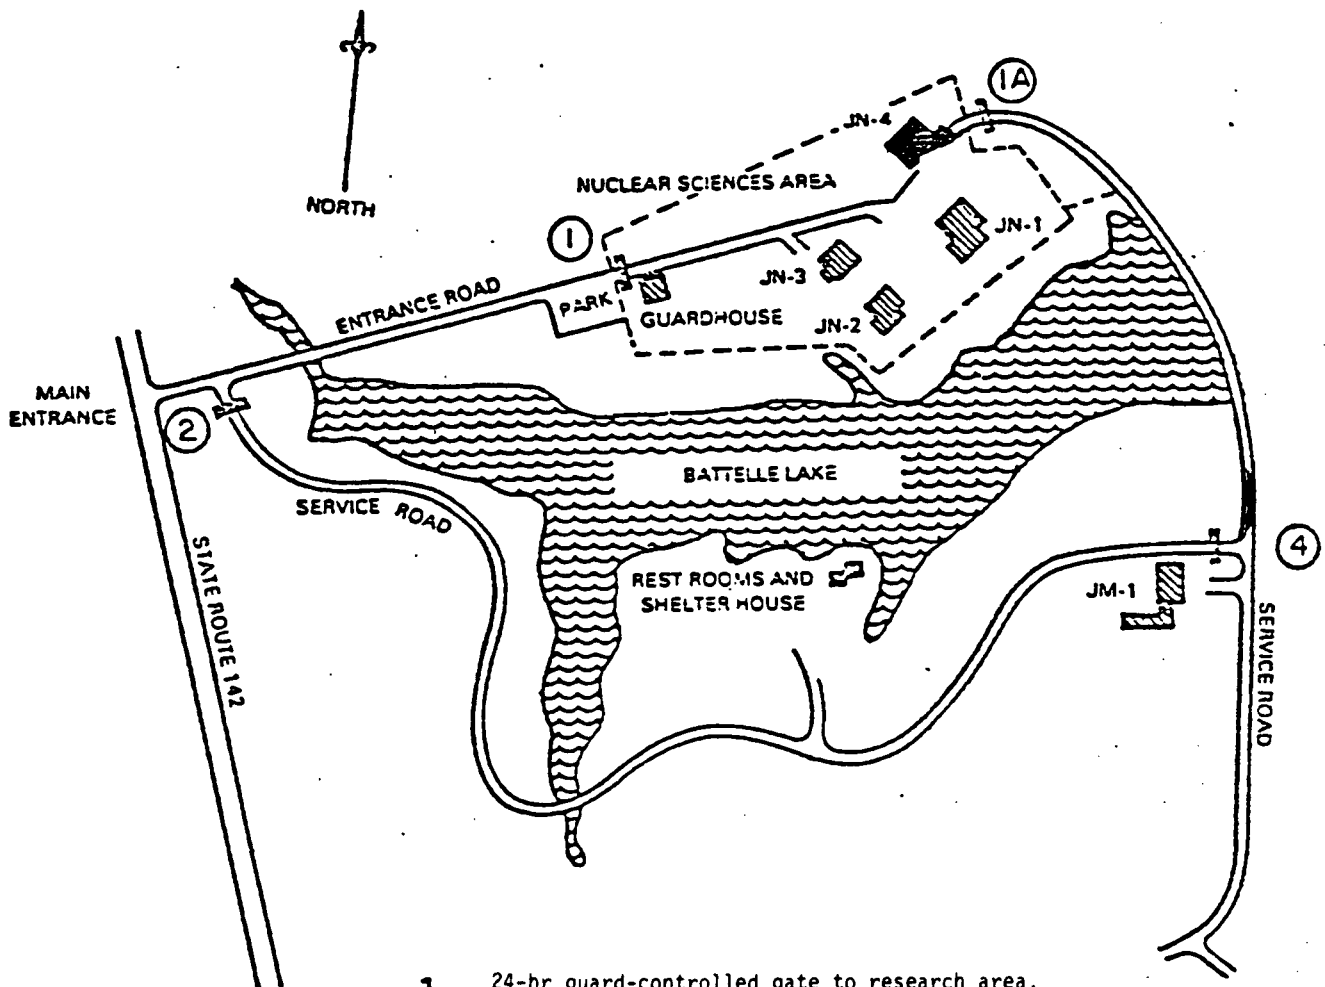 1A
JN-4
NUCLEAR SCIENCES AREA
NORTH
1
JN-1
JN-3
ENTRANCE ROAD
PARK
GUARDHOUSE
JN-2
MAIN
ENTRANCE
2
BATTELLE LAKE
SERVICE ROAD
STATE ROUTE 142
4
REST ROOMS AND
SHELTER HOUSE
JM-1
SERVICE ROAD
1 24-hr guard-controlled gate to research area.